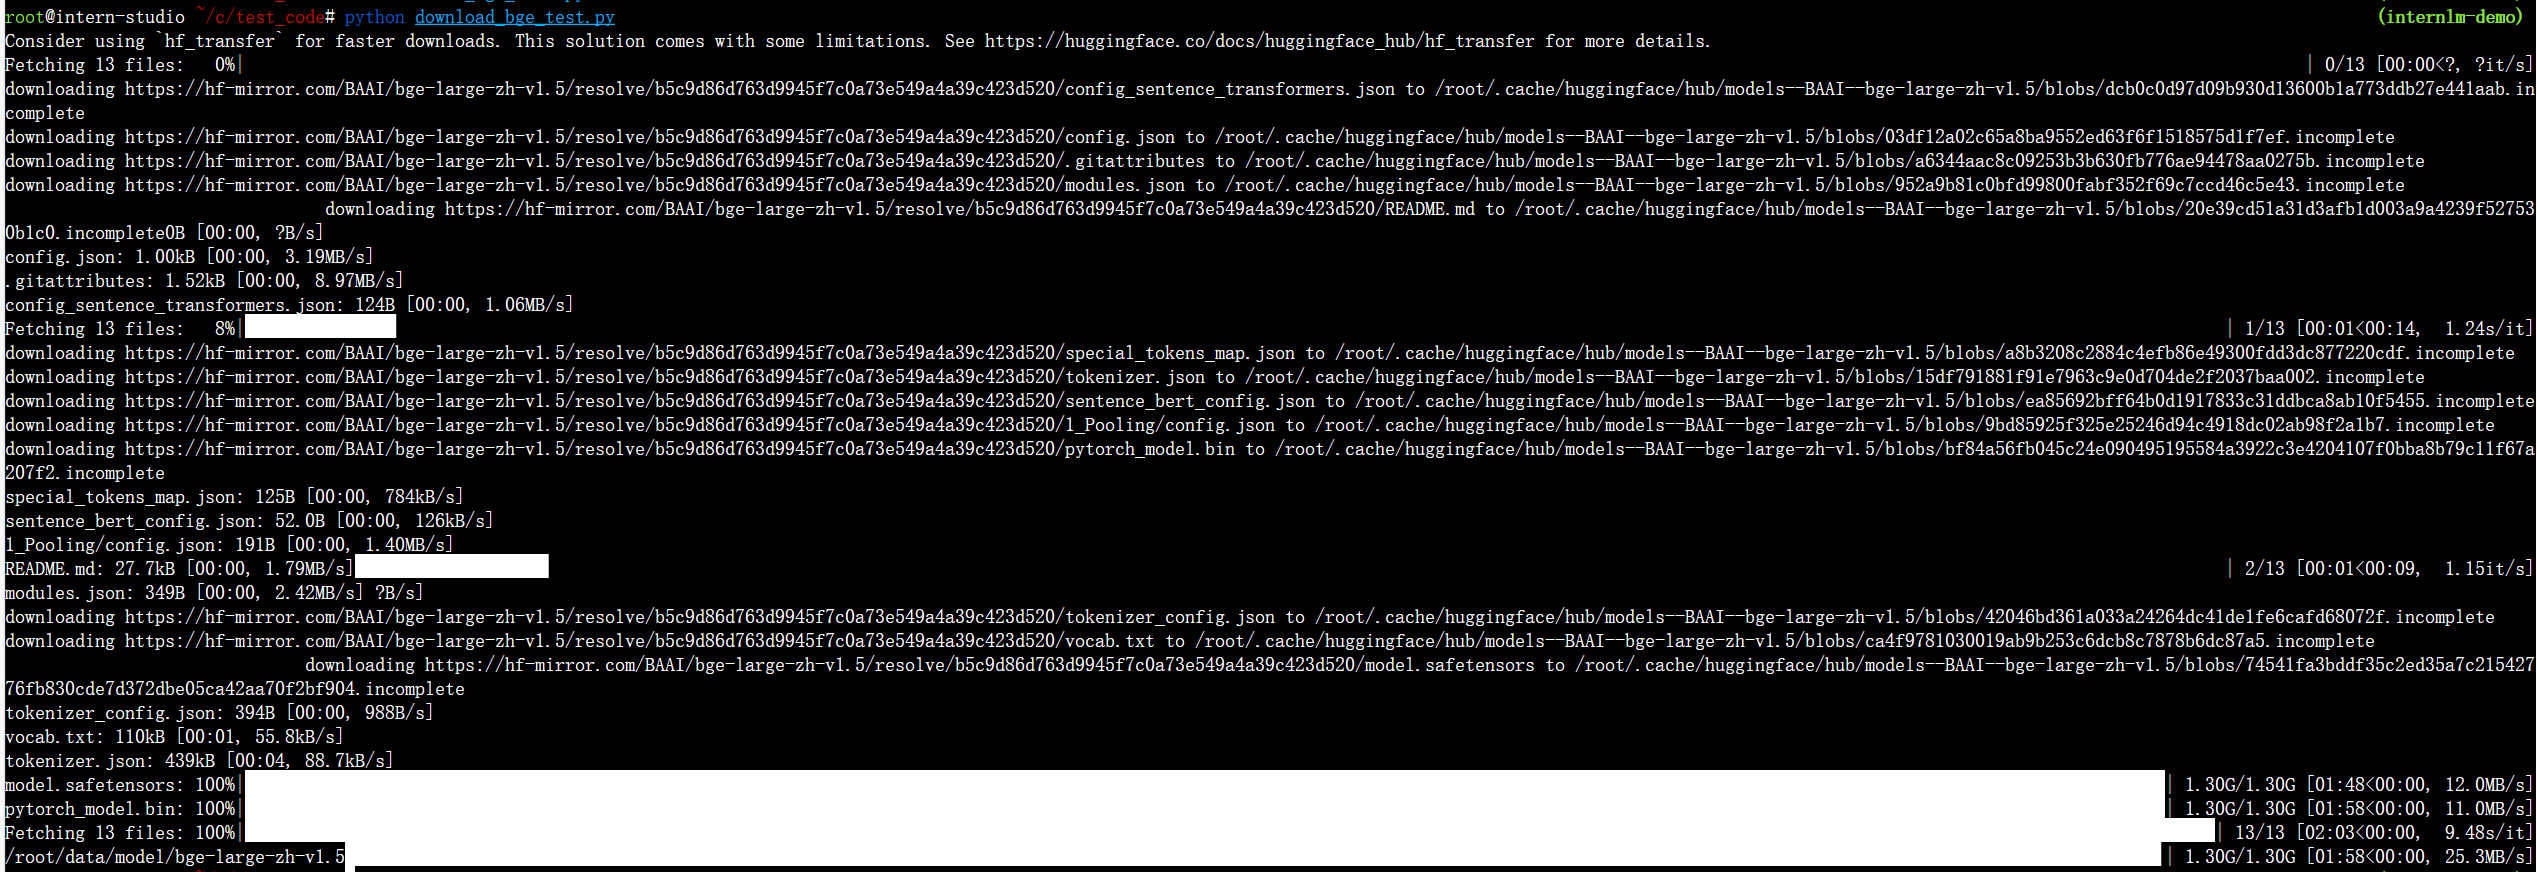 root@intern-studio ~/c/test_code# python download_bge_test.py (internlm-demo)
Consider using `hf_transfer` for faster downloads. This solution comes with some limitations. See https://huggingface.co/docs/huggingface_hub/hf_transfer for more details.
Fetching 13 files:   0%| | 0/13 [00:00<?, ?it/s]
downloading https://hf-mirror.com/BAAI/bge-large-zh-v1.5/resolve/b5c9d86d763d9945f7c0a73e549a4a39c423d520/config_sentence_transformers.json to /root/.cache/huggingface/hub/models--BAAI--bge-large-zh-v1.5/blobs/dcb0c0d97d09b930d13600b1a773ddb27e441aab.in
complete
downloading https://hf-mirror.com/BAAI/bge-large-zh-v1.5/resolve/b5c9d86d763d9945f7c0a73e549a4a39c423d520/config.json to /root/.cache/huggingface/hub/models--BAAI--bge-large-zh-v1.5/blobs/03df12a02c65a8ba9552ed63f6f1518575d1f7ef.incomplete
downloading https://hf-mirror.com/BAAI/bge-large-zh-v1.5/resolve/b5c9d86d763d9945f7c0a73e549a4a39c423d520/.gitattributes to /root/.cache/huggingface/hub/models--BAAI--bge-large-zh-v1.5/blobs/a6344aac8c09253b3b630fb776ae94478aa0275b.incomplete
downloading https://hf-mirror.com/BAAI/bge-large-zh-v1.5/resolve/b5c9d86d763d9945f7c0a73e549a4a39c423d520/modules.json to /root/.cache/huggingface/hub/models--BAAI--bge-large-zh-v1.5/blobs/952a9b81c0bfd99800fabf352f69c7ccd46c5e43.incomplete
downloading https://hf-mirror.com/BAAI/bge-large-zh-v1.5/resolve/b5c9d86d763d9945f7c0a73e549a4a39c423d520/README.md to /root/.cache/huggingface/hub/models--BAAI--bge-large-zh-v1.5/blobs/20e39cd51a31d3afb1d003a9a4239f52753
0b1c0.incomplete0B [00:00, ?B/s]
config.json: 1.00kB [00:00, 3.19MB/s]
.gitattributes: 1.52kB [00:00, 8.97MB/s]
config_sentence_transformers.json: 124B [00:00, 1.06MB/s]
Fetching 13 files:   8%| | 1/13 [00:01<00:14,  1.24s/it]
downloading https://hf-mirror.com/BAAI/bge-large-zh-v1.5/resolve/b5c9d86d763d9945f7c0a73e549a4a39c423d520/special_tokens_map.json to /root/.cache/huggingface/hub/models--BAAI--bge-large-zh-v1.5/blobs/a8b3208c2884c4efb86e49300fdd3dc877220cdf.incomplete
downloading https://hf-mirror.com/BAAI/bge-large-zh-v1.5/resolve/b5c9d86d763d9945f7c0a73e549a4a39c423d520/tokenizer.json to /root/.cache/huggingface/hub/models--BAAI--bge-large-zh-v1.5/blobs/15df791881f91e7963c9e0d704de2f2037baa002.incomplete
downloading https://hf-mirror.com/BAAI/bge-large-zh-v1.5/resolve/b5c9d86d763d9945f7c0a73e549a4a39c423d520/sentence_bert_config.json to /root/.cache/huggingface/hub/models--BAAI--bge-large-zh-v1.5/blobs/ea85692bff64b0d1917833c31ddbca8ab10f5455.incomplete
downloading https://hf-mirror.com/BAAI/bge-large-zh-v1.5/resolve/b5c9d86d763d9945f7c0a73e549a4a39c423d520/1_Pooling/config.json to /root/.cache/huggingface/hub/models--BAAI--bge-large-zh-v1.5/blobs/9bd85925f325e25246d94c4918dc02ab98f2a1b7.incomplete
downloading https://hf-mirror.com/BAAI/bge-large-zh-v1.5/resolve/b5c9d86d763d9945f7c0a73e549a4a39c423d520/pytorch_model.bin to /root/.cache/huggingface/hub/models--BAAI--bge-large-zh-v1.5/blobs/bf84a56fb045c24e090495195584a3922c3e4204107f0bba8b79c11f67a
207f2.incomplete
special_tokens_map.json: 125B [00:00, 784kB/s]
sentence_bert_config.json: 52.0B [00:00, 126kB/s]
1_Pooling/config.json: 191B [00:00, 1.40MB/s]
README.md: 27.7kB [00:00, 1.79MB/s] | 2/13 [00:01<00:09,  1.15it/s]
modules.json: 349B [00:00, 2.42MB/s] ?B/s]
downloading https://hf-mirror.com/BAAI/bge-large-zh-v1.5/resolve/b5c9d86d763d9945f7c0a73e549a4a39c423d520/tokenizer_config.json to /root/.cache/huggingface/hub/models--BAAI--bge-large-zh-v1.5/blobs/42046bd361a033a24264dc41de1fe6cafd68072f.incomplete
downloading https://hf-mirror.com/BAAI/bge-large-zh-v1.5/resolve/b5c9d86d763d9945f7c0a73e549a4a39c423d520/vocab.txt to /root/.cache/huggingface/hub/models--BAAI--bge-large-zh-v1.5/blobs/ca4f9781030019ab9b253c6dcb8c7878b6dc87a5.incomplete
downloading https://hf-mirror.com/BAAI/bge-large-zh-v1.5/resolve/b5c9d86d763d9945f7c0a73e549a4a39c423d520/model.safetensors to /root/.cache/huggingface/hub/models--BAAI--bge-large-zh-v1.5/blobs/74541fa3bddf35c2ed35a7c215427
76fb830cde7d372dbe05ca42aa70f2bf904.incomplete
tokenizer_config.json: 394B [00:00, 988B/s]
vocab.txt: 110kB [00:01, 55.8kB/s]
tokenizer.json: 439kB [00:04, 88.7kB/s]
model.safetensors: 100%| | 1.30G/1.30G [01:48<00:00, 12.0MB/s]
pytorch_model.bin: 100%| | 1.30G/1.30G [01:58<00:00, 11.0MB/s]
Fetching 13 files: 100%| | 13/13 [02:03<00:00,  9.48s/it]
/root/data/model/bge-large-zh-v1.5 | 1.30G/1.30G [01:58<00:00, 25.3MB/s]